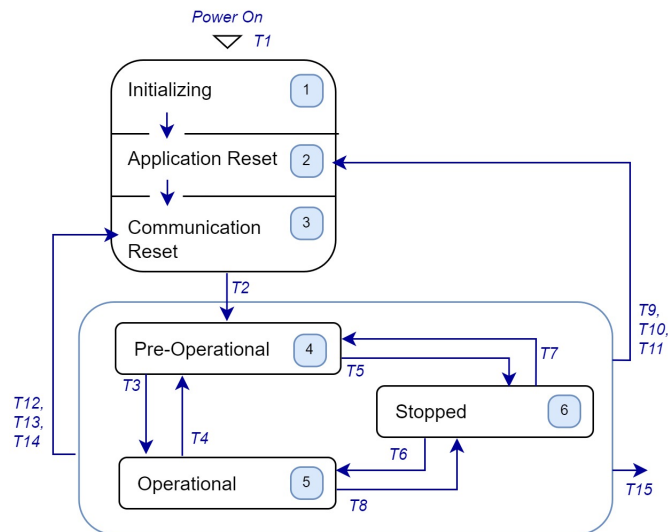 Power On
T1
Initializing
1
Application Reset
2
3
Communication
Reset
T2
Pre-Operational
4
T9,
T10,
T11
T7
T5
T3
T12,
T13,
T14
Stopped
6
T4
T6
Operational
5
T8
T15